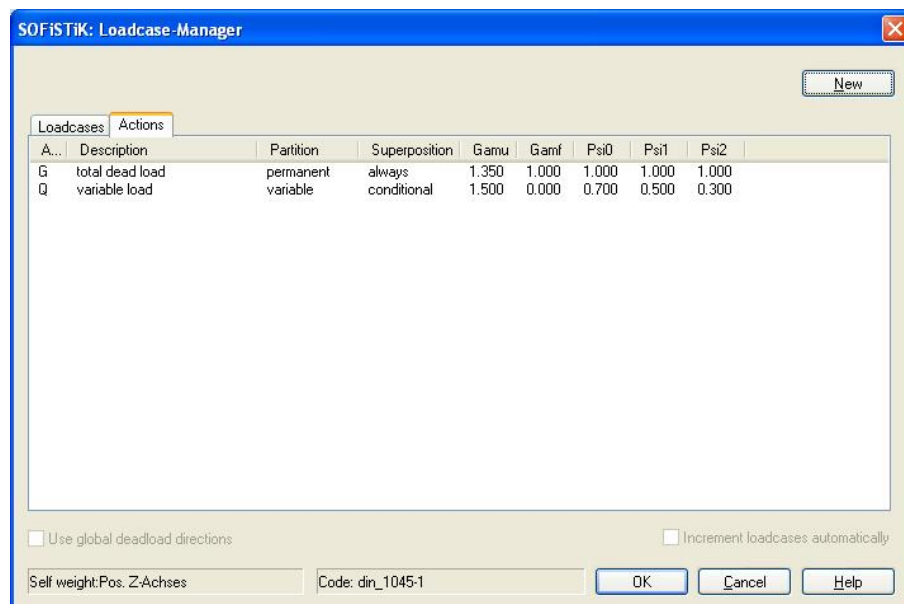 SOFiSTiK: Loadcase-Manager
New
Loadcases Actions
A... Description Partition Superposition Gamu Gamf Psi0 Psi1 Psi2
G total dead load permanent always 1.350 1.000 1.000 1.000 1.000
Q variable load variable conditional 1.500 0.000 0.700 0.500 0.300
Use global deadload directions Increment loadcases automatically
Self weight:Pos. Z-Achses Code: din_1045-1 OK Cancel Help